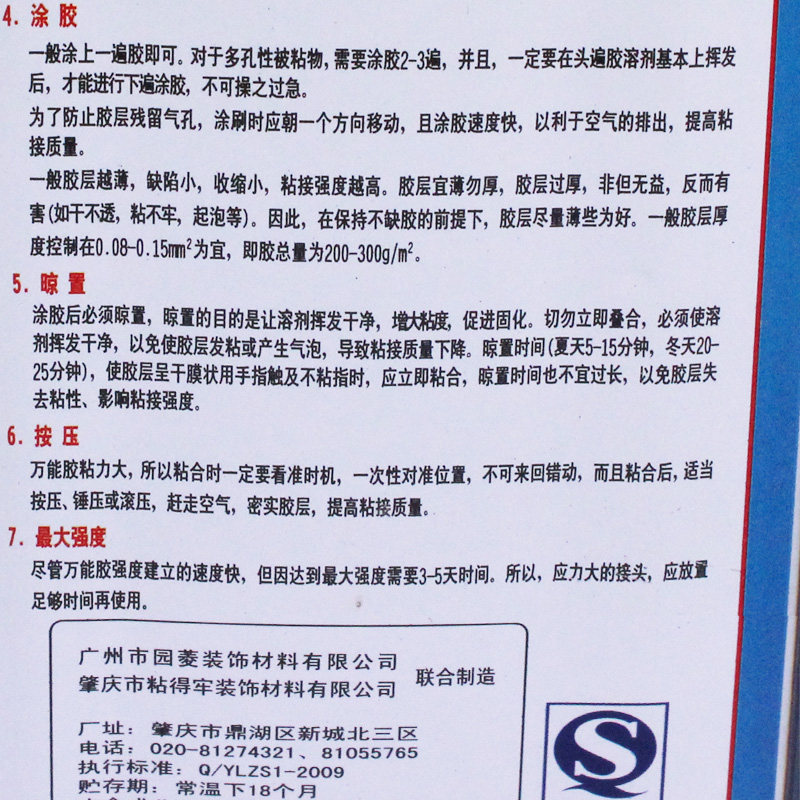 4. 涂 胶
一般涂上一遍胶即可。对于多孔性被粘物,需要涂胶2-3遍，并且，一定要在头遍胶溶剂基本上挥发
后，才能进行下遍涂胶，不可操之过急。
为了防止胶层残留气孔，涂刷时应朝一个方向移动，且涂胶速度快，以利于空气的排出，提高粘
接质量。
一般胶层越薄，缺陷小，收缩小，粘接强度越高。胶层宜薄勿厚，胶层过厚，非但无益，反而有
害(如干不透，粘不牢，起泡等)。因此，在保持不缺胶的前提下，胶层尽量薄些为好。一般胶层厚
度控制在0.08-0.15mm²为宜，即胶总量为200-300g/m²。
5. 晾 置
涂胶后必须晾置，晾置的目的是让溶剂挥发干净，增大粘度，促进固化。切勿立即叠合，必须使溶
剂挥发干净，以免使胶层发粘或产生气泡，导致粘接质量下降。晾置时间(夏天5-15分钟，冬天20-
25分钟)，使胶层呈干膜状用手指触及不粘指时，应立即粘合，晾置时间也不宜过长，以免胶层失
去粘性、影响粘接强度。
6. 按 压
万能胶粘力大，所以粘合时一定要看准时机，一次性对准位置，不可来回错动，而且粘合后，适当
按压、锤压或滚压，赶走空气，密实胶层，提高粘接质量。
7. 最大强度
尽管万能胶强度建立的速度快，但因达到最大强度需要3-5天时间。所以，应力大的接头，应放置
足够时间再使用。
广州市园菱装饰材料有限公司
肇庆市粘得牢装饰材料有限公司
联合制造
厂址：肇庆市鼎湖区新城北三区
电话：020-81274321、81055765
执行标准：Q/YLZS1-2009
贮存期：常温下18个月